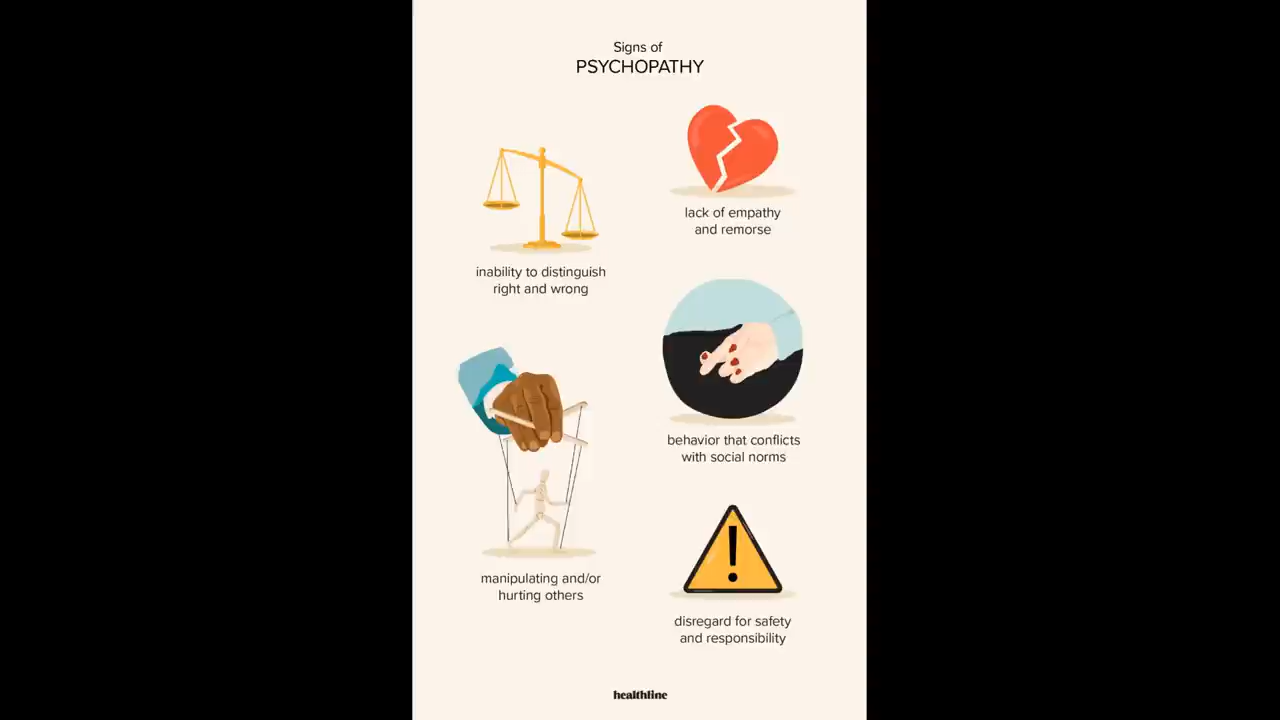 Signs of
PSYCHOPATHY
lack of empathy
and remorse
inability to distinguish
right and wrong
behavior that conflicts
with social norms
manipulating and/or
hurting others
disregard for safety
and responsibility
healthline